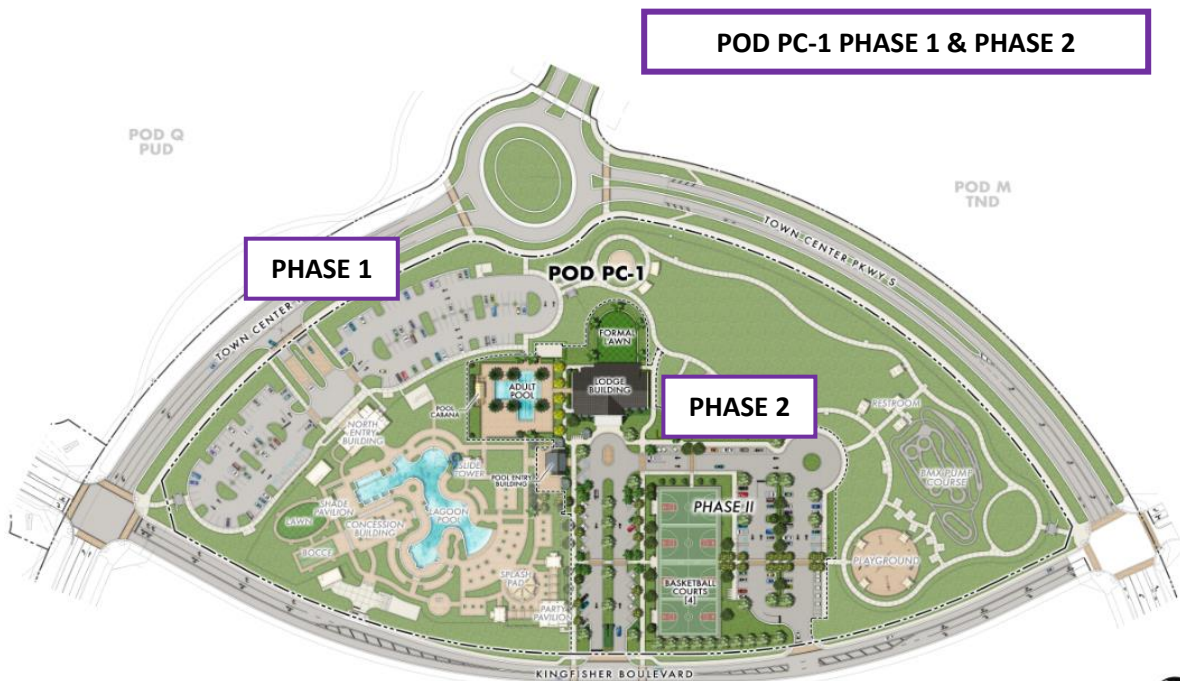 POD PC-1 PHASE 1 & PHASE 2
POD Q
PUD
POD M
TND
TOWN CENTER PKWY S
PHASE 1
POD PC-1
TOWN CENTER
FORMAL
LAWN
LODGE
BUILDING
ADULT
POOL
POOL
CABANA
PHASE 2
RESTROOM
NORTH
ENTRY
BUILDING
BMX PUMP
COURSE
SLIDE
TOWER
POOL ENTRY
BUILDING
SHADE
PAVILION
LAWN
CONCESSION
BUILDING
LAGOON
POOL
PHASE II
BOCCE
PLAYGROUND
SPLASH
PAD
BASKETBALL
COURTS
[4]
PARTY
PAVILION
KINGFISHER BOULEVARD